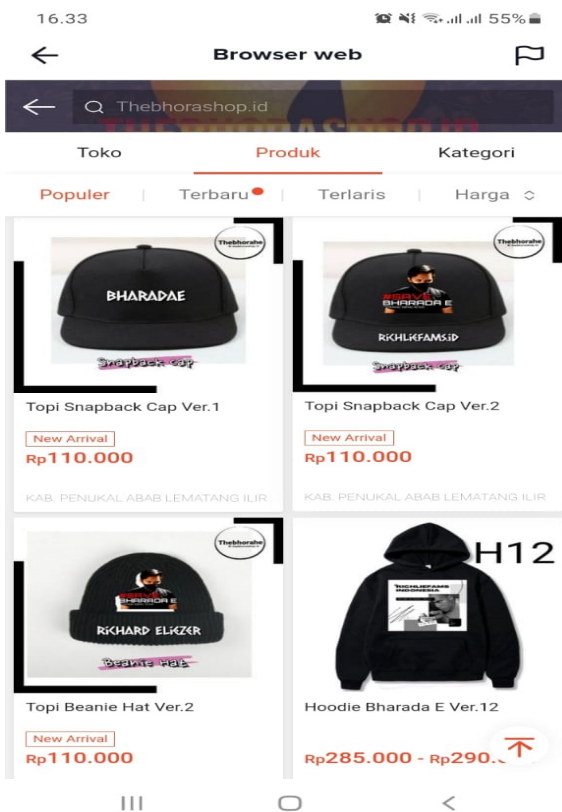 16.33
55%
Browser web
Thebhorashop.id
THEBHORASHOP.ID
Toko
Produk
Kategori
Populer
Terbaru
Terlaris
Harga
Thebhorahe
BHARADAE
Snapback cap
Topi Snapback Cap Ver.1
New Arrival
Rp110.000
KAB. PENUKAL ABAB LEMATANG ILIR
Thebhorahe
#SAVE
BHARADA E
RICHLIEFAMS.iD
Snapback cap
Topi Snapback Cap Ver.2
New Arrival
Rp110.000
KAB. PENUKAL ABAB LEMATANG ILIR
Thebhorahe
#SAVE
BHARADA E
RiCHARD ELiEZER
Beanie Hat
Topi Beanie Hat Ver.2
New Arrival
Rp110.000
H12
RICHLIEFAMS
INDONESIA
Hoodie Bharada E Ver.12
Rp285.000 - Rp290.